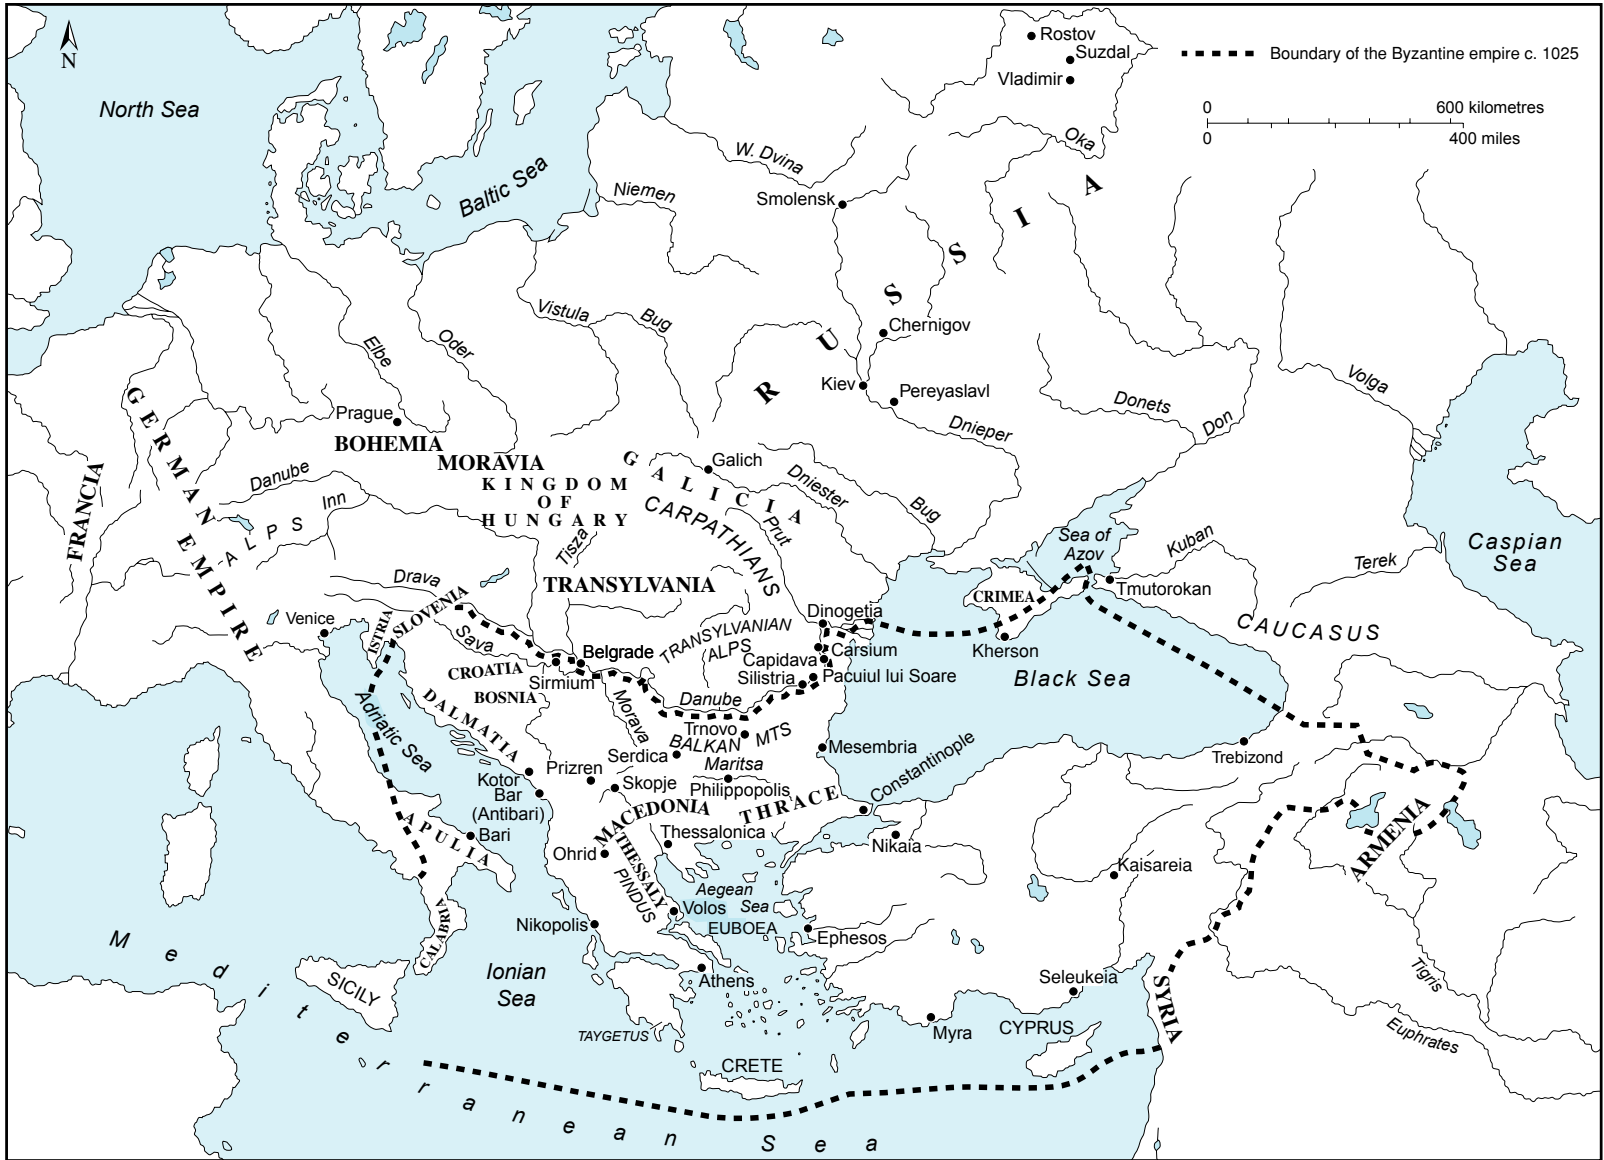 N
North Sea
Baltic Sea
Rostov
Suzdal
Vladimir
Boundary of the Byzantine empire c. 1025
0 600 kilometres
0 400 miles
Oka
W. Dvina
Niemen
Smolensk
RUSSIA
Vistula
Bug
Elbe
Oder
Chernigov
Kiev
Pereyaslavl
Dnieper
Donets
Don
Volga
Prague
BOHEMIA
MORAVIA
GERMAN EMPIRE
FRANCIA
Danube
Inn
ALPS
KINGDOM
OF
HUNGARY
GALICIA
Galich
Dniester
Bug
CARPATHIANS
Prut
Tisza
TRANSYLVANIA
Sea of
Azov
Kuban
Terek
Caspian
Sea
Tmutorokan
CRIMEA
CAUCASUS
Kherson
Black Sea
Drava
SLOVENIA
Venice
ISTRIA
Sava
CROATIA
Sirmium
Belgrade
BOSNIA
TRANSYLVANIAN
ALPS
Dinogetia
Carsium
Capidava
Silistria
Pacuiul lui Soare
Danube
Morava
DALMATIA
Adriatic Sea
Trnovo
BALKAN MTS
Serdica
Mesembria
Maritsa
Philippopolis
Constantinople
Trebizond
Kotor
Bar
(Antibari)
Prizren
Skopje
MACEDONIA
THRACE
APULIA
Bari
Thessalonica
Ohrid
THESSALY
PINDUS
Nikaia
Kaisareia
ARMENIA
Aegean
Sea
Volos
EUBOEA
Nikopolis
Ephesos
CALABRIA
Ionian
Sea
Athens
SICILY
TAYGETUS
Seleukeia
SYRIA
Tigris
Euphrates
Myra
CYPRUS
CRETE
Mediterranean Sea